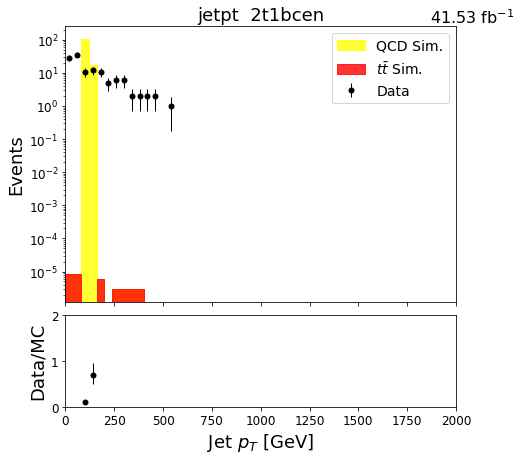 jetpt 2t1bcen
41.53 fb⁻¹
QCD Sim.
tt̄ Sim.
Data
Events
10²
10¹
10⁰
10⁻¹
10⁻²
10⁻³
10⁻⁴
10⁻⁵
Data/MC
2
1
0
0 250 500 750 1000 1250 1500 1750 2000
Jet p_T [GeV]